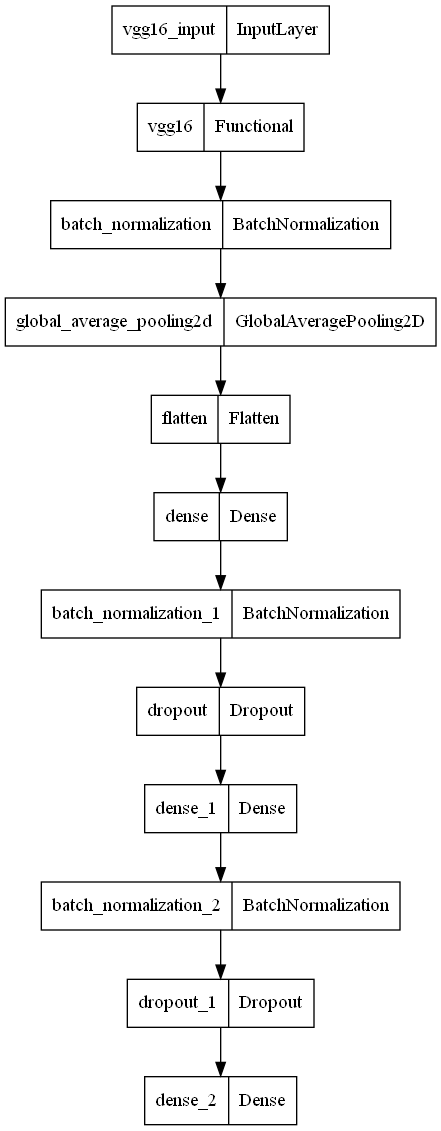 vgg16_input InputLayer
vgg16 Functional
batch_normalization BatchNormalization
global_average_pooling2d GlobalAveragePooling2D
flatten Flatten
dense Dense
batch_normalization_1 BatchNormalization
dropout Dropout
dense_1 Dense
batch_normalization_2 BatchNormalization
dropout_1 Dropout
dense_2 Dense